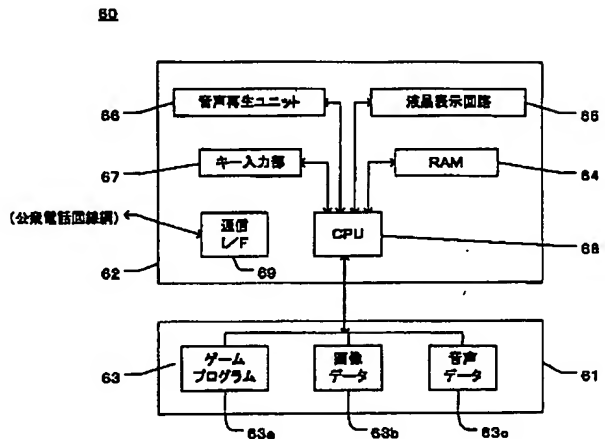 60
音声再生ユニット
液晶表示回路
66
65
キー入力部
RAM
67
64
(公衆電話回線網)
通信
I/F
CPU
68
62
69
63
ゲーム
プログラム
画像
データ
音声
データ
61
63a
63b
63c